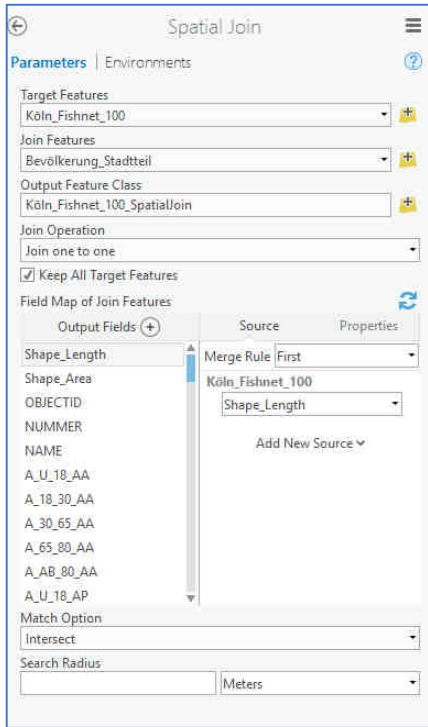 Spatial Join
Parameters | Environments
?
Target Features
Köln_Fishnet_100
Join Features
Bevölkerung_Stadtteil
Output Feature Class
Köln_Fishnet_100_SpatialJoin
Join Operation
Join one to one
Keep All Target Features
Field Map of Join Features
Output Fields
Source
Properties
Shape_Length
Shape_Area
OBJECTID
NUMMER
NAME
A_U_18_AA
A_18_30_AA
A_30_65_AA
A_65_80_AA
A_AB_80_AA
A_U_18_AP
Merge Rule First
Köln_Fishnet_100
Shape_Length
Add New Source
Match Option
Intersect
Search Radius
Meters